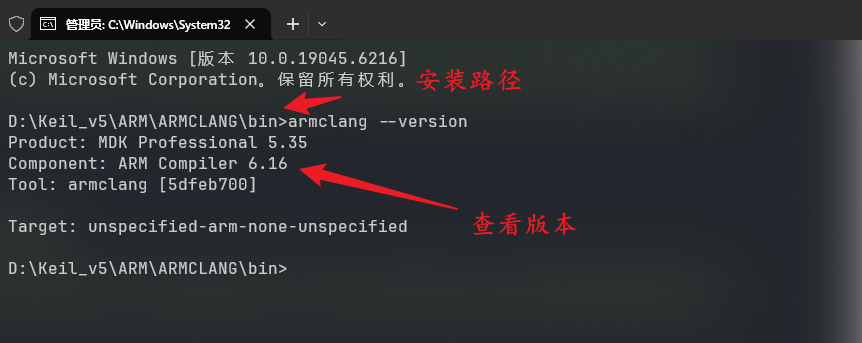 管理员: C:\Windows\System32
Microsoft Windows [版本 10.0.19045.6216]
(c) Microsoft Corporation。保留所有权利。
安装路径
D:\Keil_v5\ARM\ARMCLANG\bin>armclang --version
Product: MDK Professional 5.35
Component: ARM Compiler 6.16
Tool: armclang [5dfeb700]
查看版本
Target: unspecified-arm-none-unspecified
D:\Keil_v5\ARM\ARMCLANG\bin>